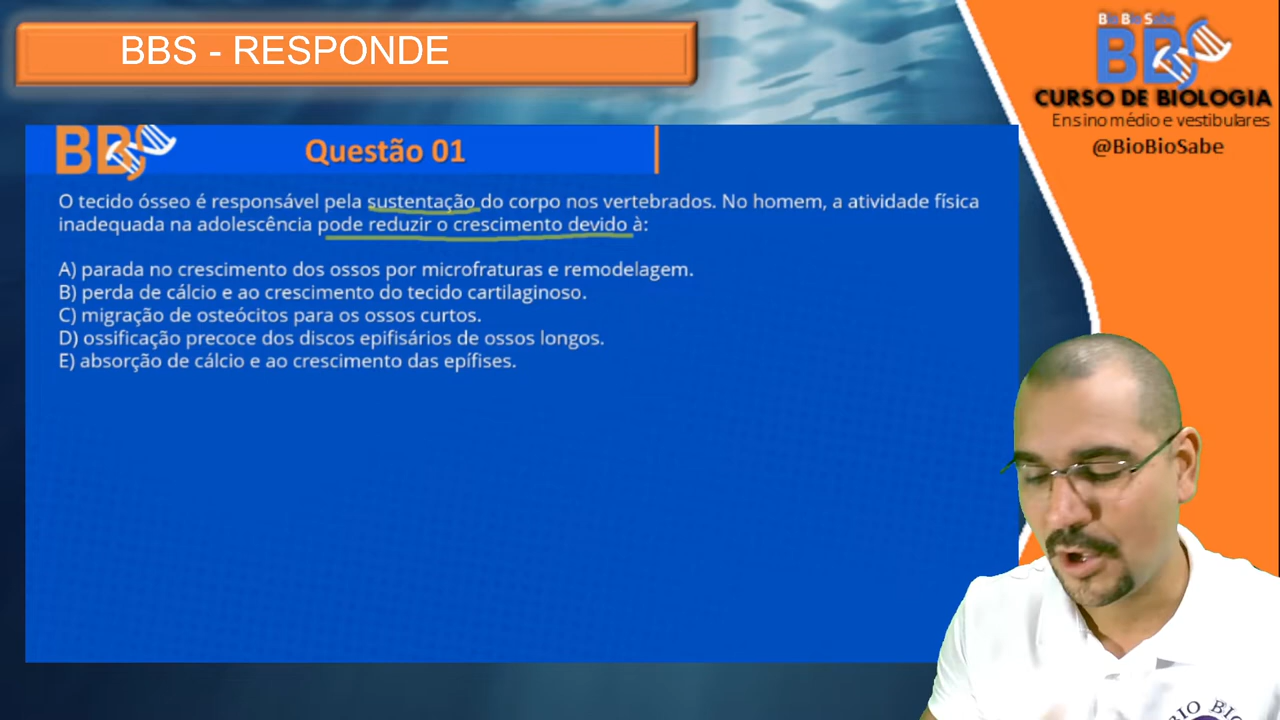 BBS - RESPONDE
Bio Bio Sabe
BBS
CURSO DE BIOLOGIA
Ensino médio e vestibulares
@BioBioSabe
BBS
Questão 01
O tecido ósseo é responsável pela sustentação do corpo nos vertebrados. No homem, a atividade física
inadequada na adolescência pode reduzir o crescimento devido à:
A) parada no crescimento dos ossos por microfraturas e remodelagem.
B) perda de cálcio e ao crescimento do tecido cartilaginoso.
C) migração de osteócitos para os ossos curtos.
D) ossificação precoce dos discos epifisários de ossos longos.
E) absorção de cálcio e ao crescimento das epífises.